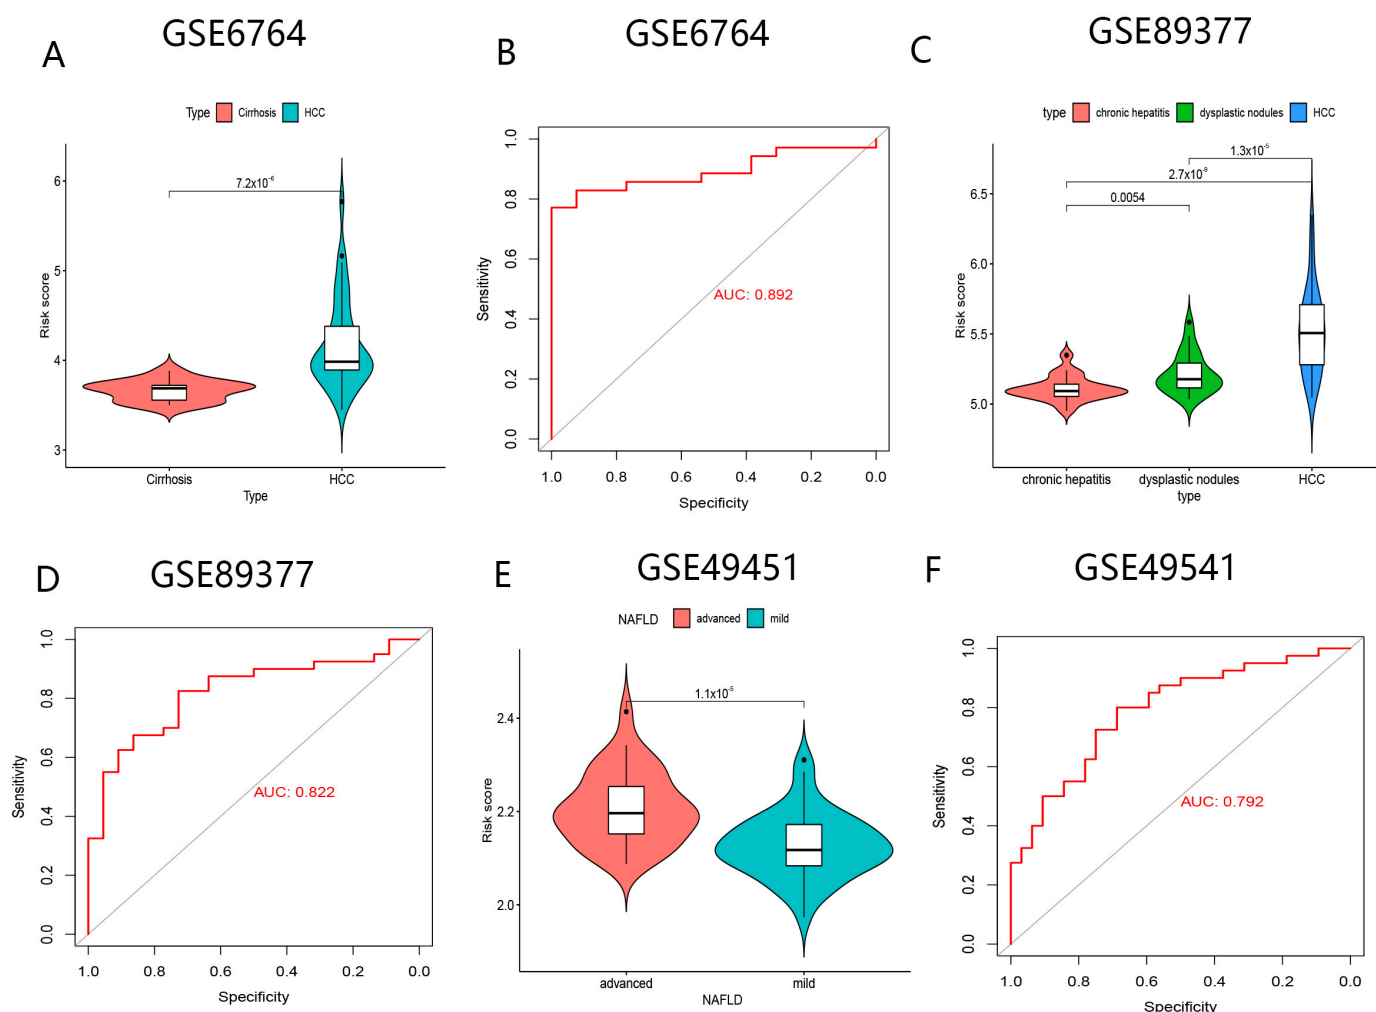 A
GSE6764
Type Cirrhosis HCC
7.2x10⁻⁶
Risk score
6
5
4
3
Cirrhosis HCC
Type
B
GSE6764
Sensitivity
1.0
0.8
0.6
0.4
0.2
0.0
AUC: 0.892
1.0 0.8 0.6 0.4 0.2 0.0
Specificity
C
GSE89377
type chronic hepatitis dysplastic nodules HCC
1.3x10⁻⁵
2.7x10⁻⁹
0.0054
Risk score
6.5
6.0
5.5
5.0
chronic hepatitis dysplastic nodules HCC
type
D
GSE89377
Sensitivity
1.0
0.8
0.6
0.4
0.2
0.0
AUC: 0.822
1.0 0.8 0.6 0.4 0.2 0.0
Specificity
E
GSE49451
NAFLD advanced mild
1.1x10⁻⁵
Risk score
2.4
2.2
2.0
advanced mild
NAFLD
F
GSE49541
Sensitivity
1.0
0.8
0.6
0.4
0.2
0.0
AUC: 0.792
1.0 0.8 0.6 0.4 0.2 0.0
Specificity